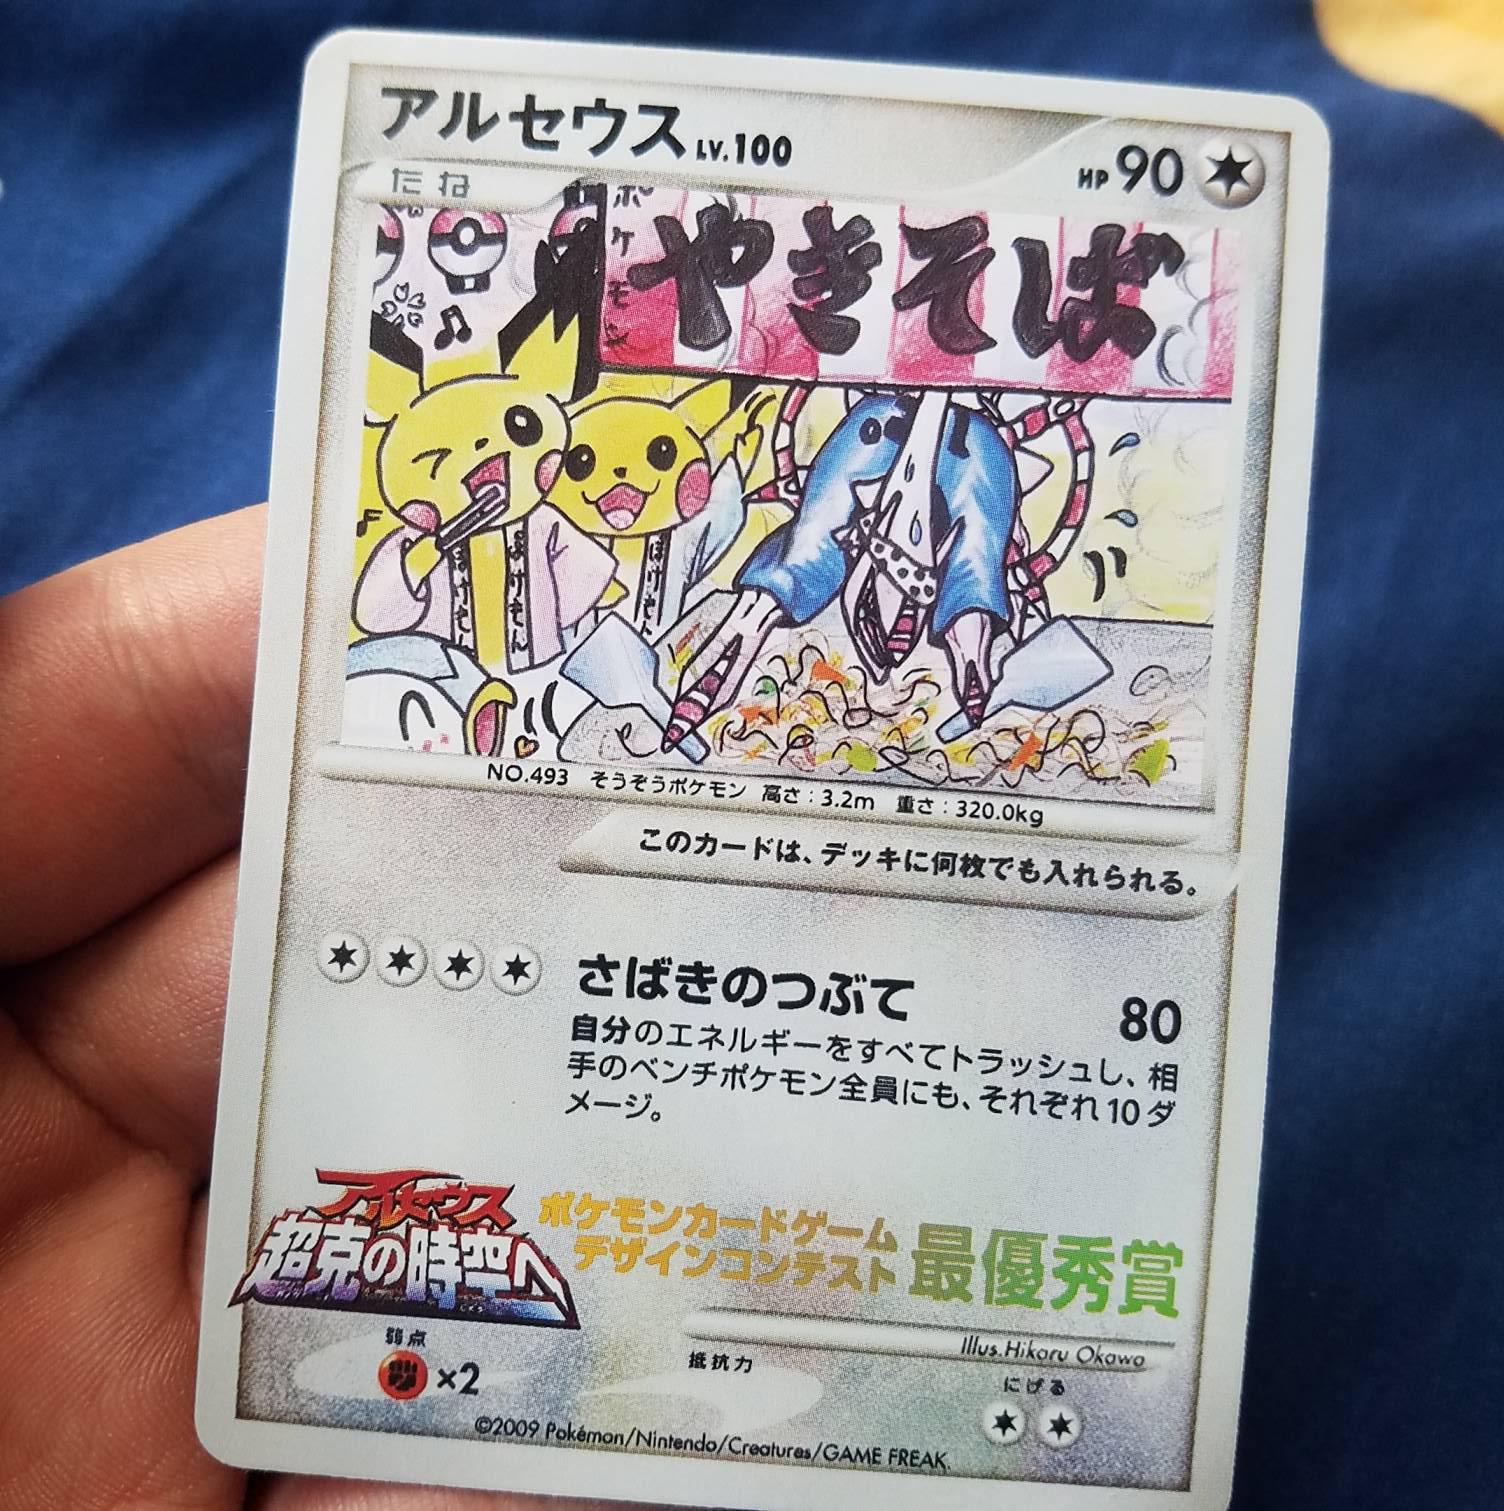 アルセウス LV.100
HP 90
たね
ポケモン
やきそば
ぽけもん
NO.493 そうぞうポケモン 高さ:3.2m 重さ:320.0kg
このカードは、デッキに何枚でも入れられる。
さばきのつぶて 80
自分のエネルギーをすべてトラッシュし、相
手のベンチポケモン全員にも、それぞれ10ダ
メージ。
アルセウス
超克の時空へ
ポケモンカードゲーム
デザインコンテスト
最優秀賞
Illus.Hikaru Okawa
弱点
×2
抵抗力
にげる
©2009 Pokémon/Nintendo/Creatures/GAME FREAK.